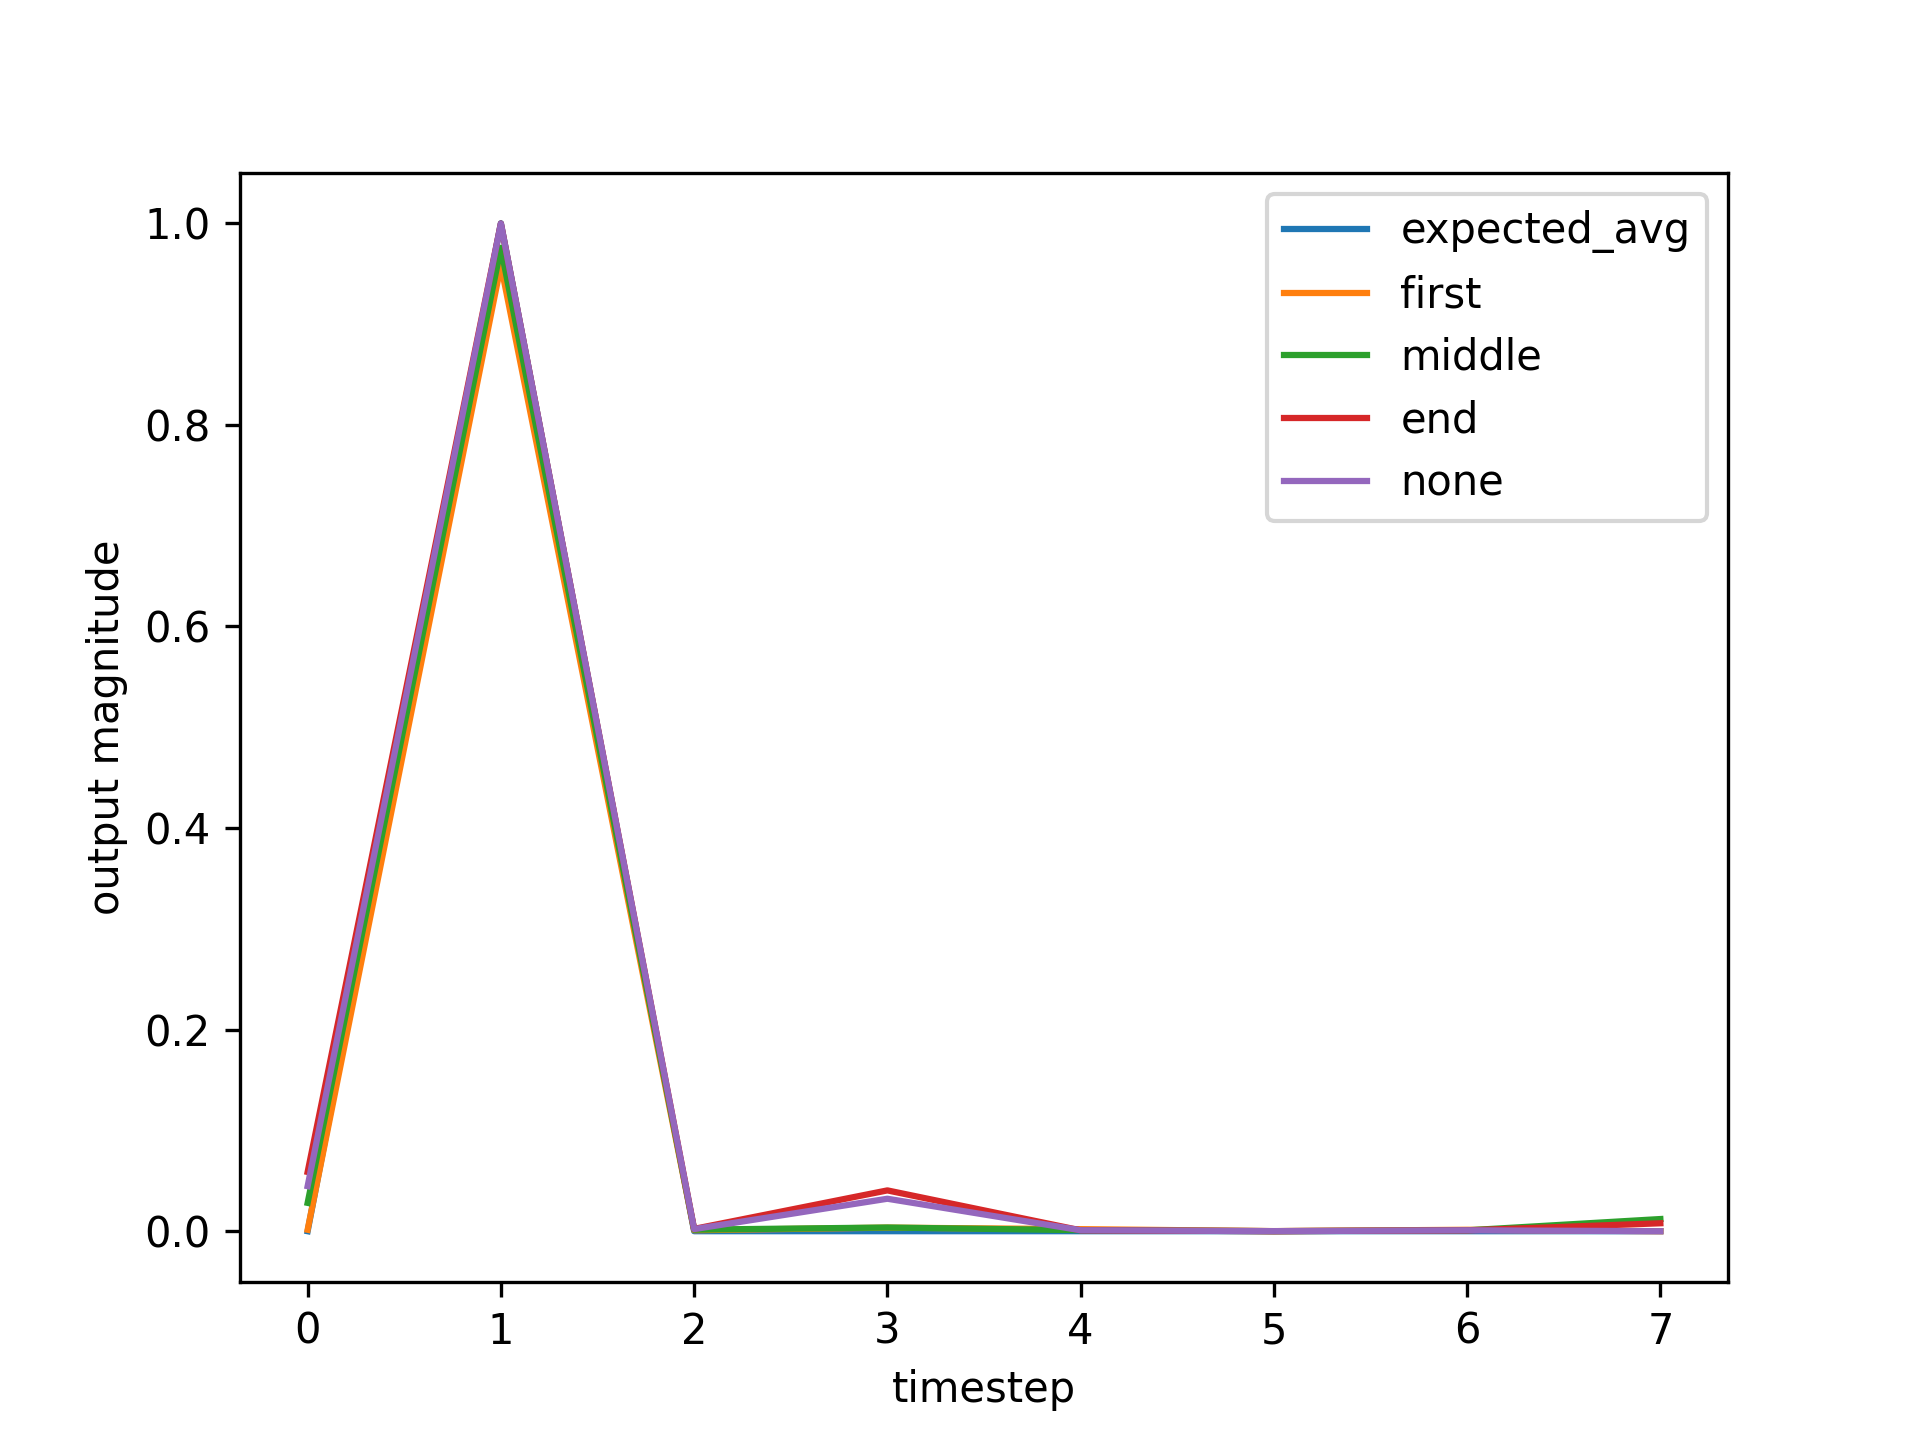 expected_avg
first
middle
end
none
output magnitude
1.0
0.8
0.6
0.4
0.2
0.0
0 1 2 3 4 5 6 7
timestep